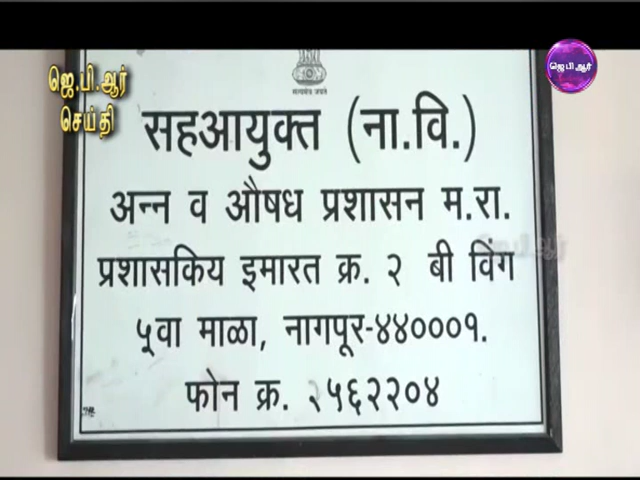 ஜெ.பி.ஆர்
செய்தி
ஜெ பி ஆர்
सत्यमेव जयते
सहआयुक्त (ना.वि.)
अन्न व औषध प्रशासन म.रा.
ஜெ.பி.ஆர்
प्रशासकिय इमारत क्र. २ बी विंग
५वा माळा, नागपूर-४४०००१.
फोन क्र. २५६२२०४